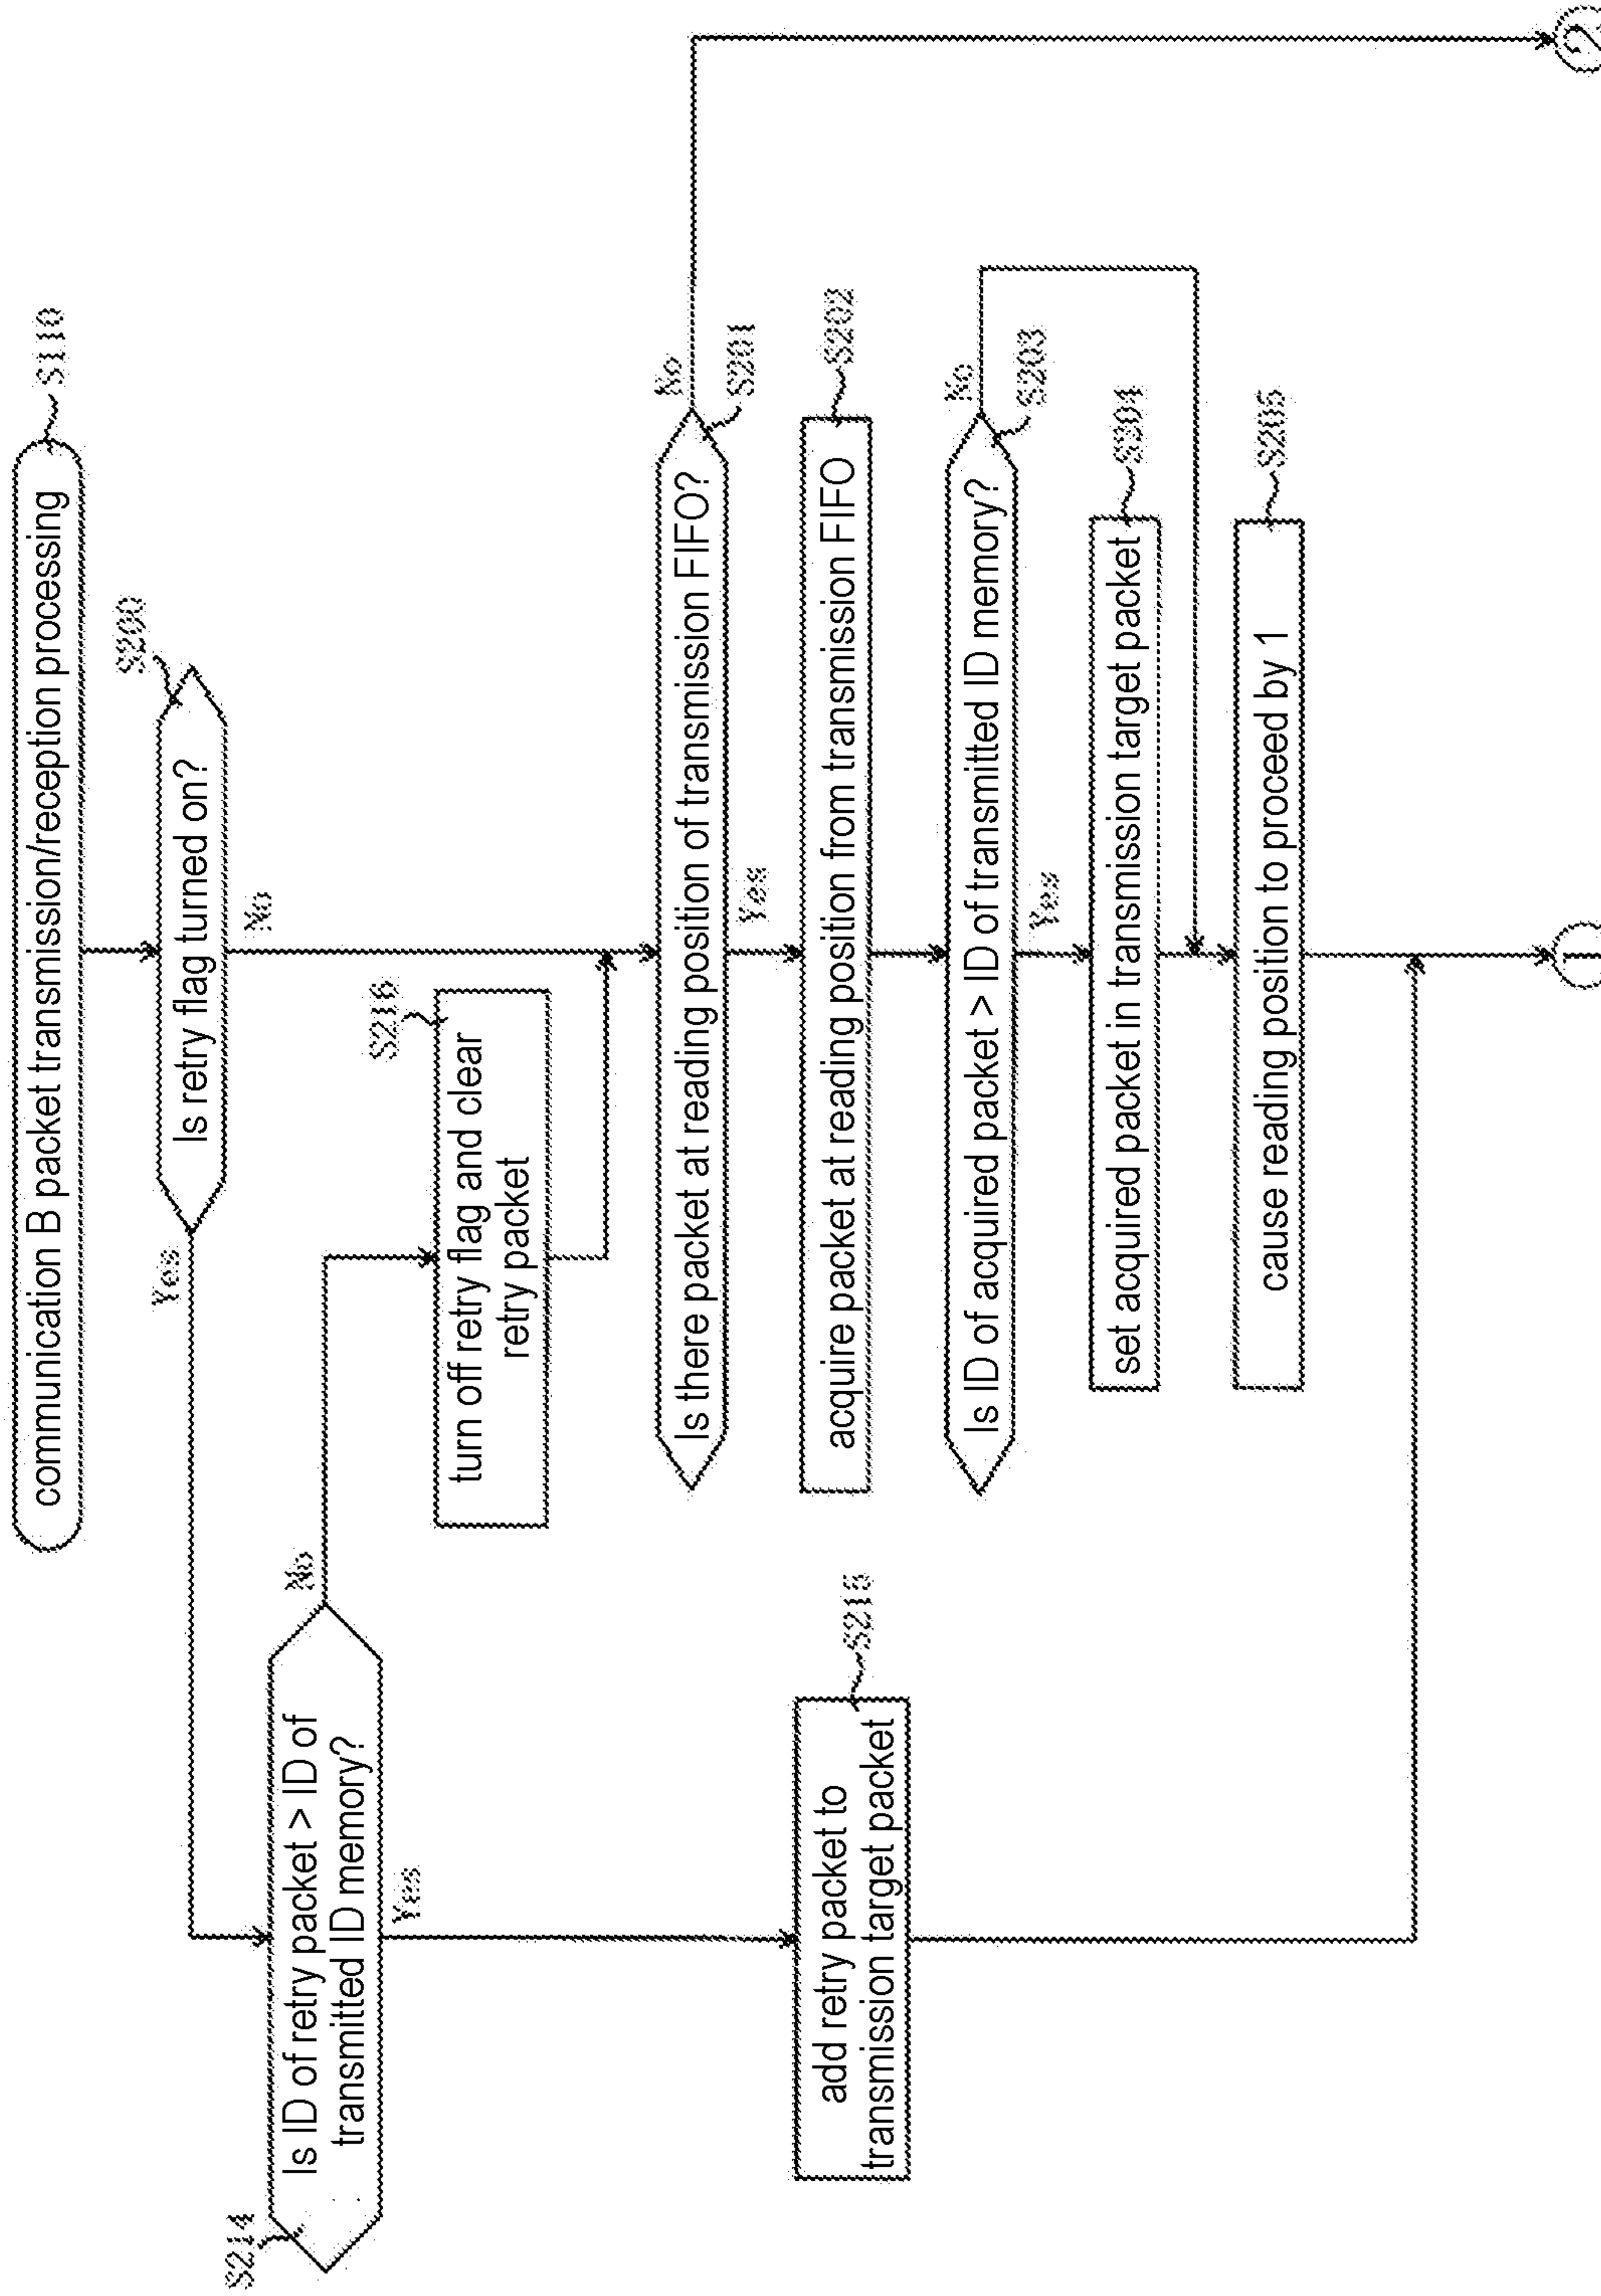 communication B packet transmission/reception processing
S110
Is retry flag turned on?
S200
Yes
No
S214
Is ID of retry packet > ID of
transmitted ID memory?
No
Yes
S216
turn off retry flag and clear
retry packet
Is there packet at reading position of transmission FIFO?
No
S201
Yes
add retry packet to
transmission target packet
S215
acquire packet at reading position from transmission FIFO
S202
Is ID of acquired packet > ID of transmitted ID memory?
No
S203
Yes
set acquired packet in transmission target packet
S204
cause reading position to proceed by 1
S205
1
2